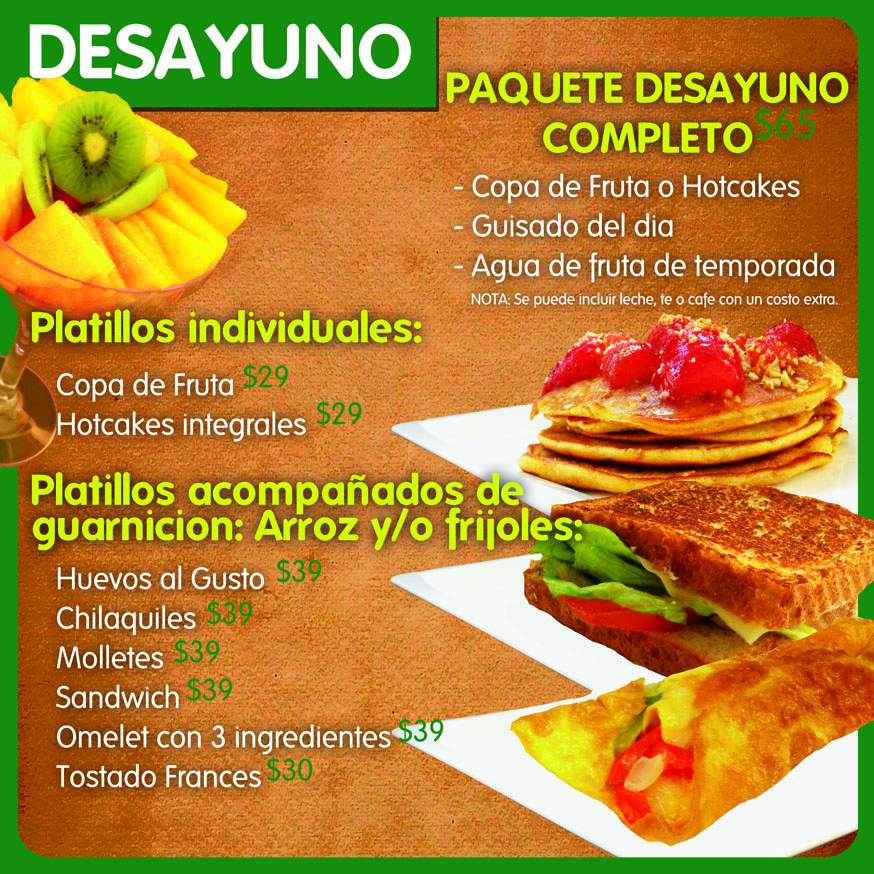 DESAYUNO
PAQUETE DESAYUNO
COMPLETO $65
- Copa de Fruta o Hotcakes
- Guisado del dia
- Agua de fruta de temporada
NOTA: Se puede incluir leche, te o cafe con un costo extra.
Platillos individuales:
Copa de Fruta $29
Hotcakes integrales $29
Platillos acompañados de
guarnicion: Arroz y/o frijoles:
Huevos al Gusto $39
Chilaquiles $39
Molletes $39
Sandwich $39
Omelet con 3 ingredientes $39
Tostado Frances $30